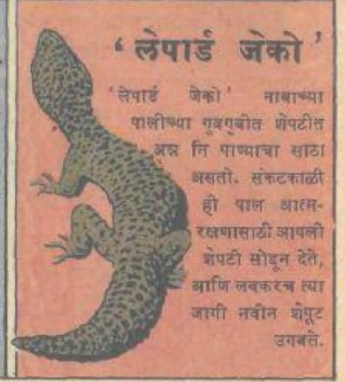 ‘ लेपार्ड जेको ’
‘लेपार्ड जेको’ नावाच्या
पालीच्या गुबगुबीत शेपटीत
अन्न नि पाण्याचा साठा
असतो. संकटकाळी
ही पाल आत्म-
रक्षणासाठी आपली
शेपटी सोडून देते,
आणि लवकरच त्या
जागी नवीन शेपूट
उगवते.